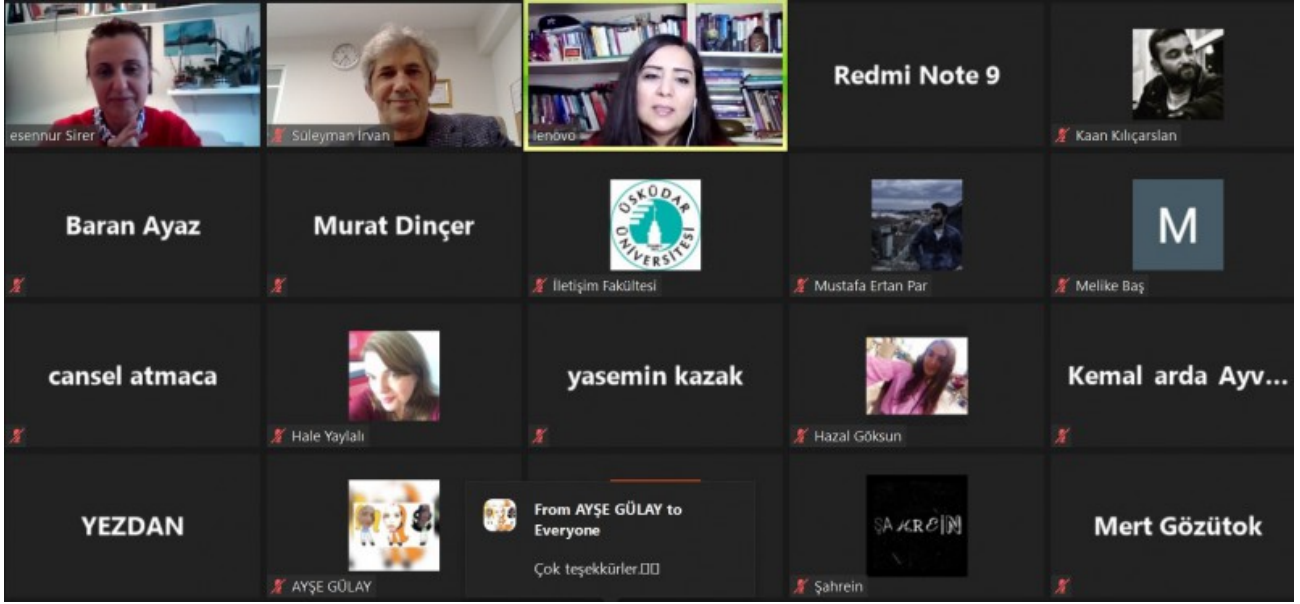 esennur Sirer
Süleyman İrvan
lenovo
Redmi Note 9
Kaan Kılıçarslan
Baran Ayaz
Murat Dinçer
ÜSKÜDAR ÜNİVERSİTESİ
İletişim Fakültesi
Mustafa Ertan Par
M
Melike Baş
cansel atmaca
Hale Yaylalı
yasemin kazak
Hazal Göksun
Kemal arda Ayv...
YEZDAN
AYŞE GÜLAY
From AYŞE GÜLAY to
Everyone
Çok teşekkürler.
ŞAHREİN
Şahrein
Mert Gözütok